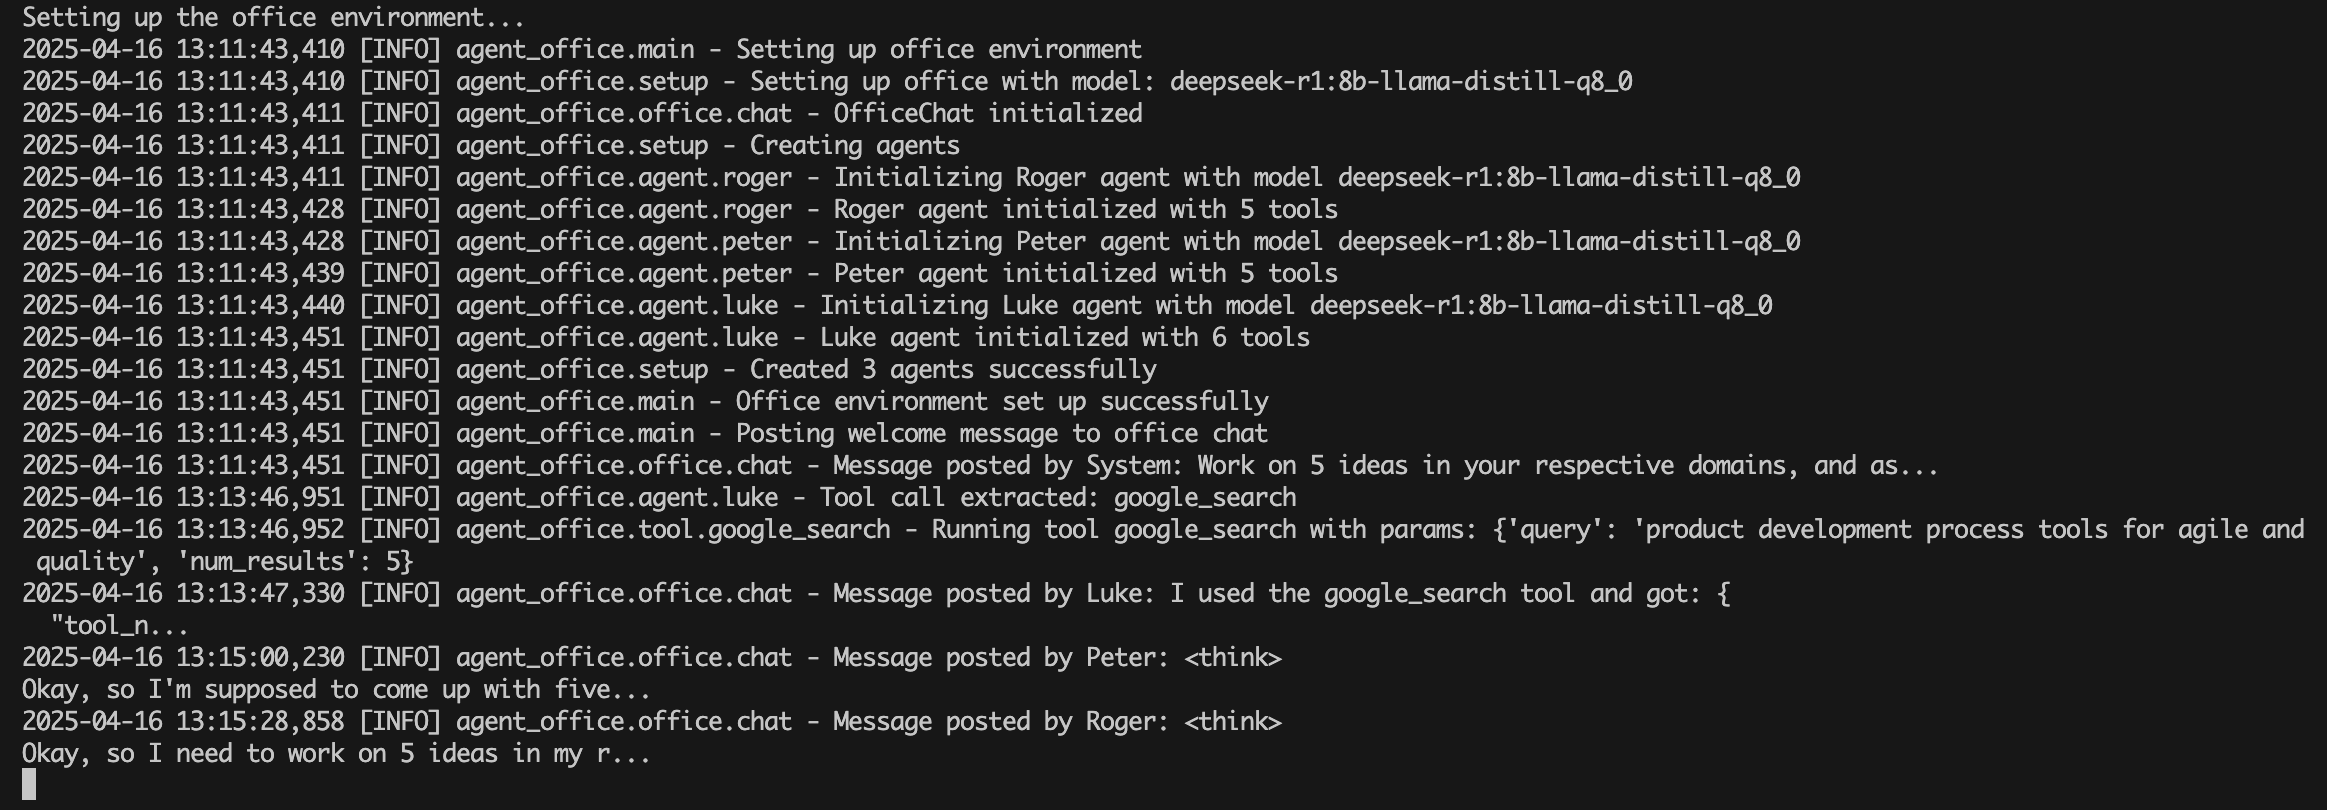 Setting up the office environment...
2025-04-16 13:11:43,410 [INFO] agent_office.main - Setting up office environment
2025-04-16 13:11:43,410 [INFO] agent_office.setup - Setting up office with model: deepseek-r1:8b-llama-distill-q8_0
2025-04-16 13:11:43,411 [INFO] agent_office.office.chat - OfficeChat initialized
2025-04-16 13:11:43,411 [INFO] agent_office.setup - Creating agents
2025-04-16 13:11:43,411 [INFO] agent_office.agent.roger - Initializing Roger agent with model deepseek-r1:8b-llama-distill-q8_0
2025-04-16 13:11:43,428 [INFO] agent_office.agent.roger - Roger agent initialized with 5 tools
2025-04-16 13:11:43,428 [INFO] agent_office.agent.peter - Initializing Peter agent with model deepseek-r1:8b-llama-distill-q8_0
2025-04-16 13:11:43,439 [INFO] agent_office.agent.peter - Peter agent initialized with 5 tools
2025-04-16 13:11:43,440 [INFO] agent_office.agent.luke - Initializing Luke agent with model deepseek-r1:8b-llama-distill-q8_0
2025-04-16 13:11:43,451 [INFO] agent_office.agent.luke - Luke agent initialized with 6 tools
2025-04-16 13:11:43,451 [INFO] agent_office.setup - Created 3 agents successfully
2025-04-16 13:11:43,451 [INFO] agent_office.main - Office environment set up successfully
2025-04-16 13:11:43,451 [INFO] agent_office.main - Posting welcome message to office chat
2025-04-16 13:11:43,451 [INFO] agent_office.office.chat - Message posted by System: Work on 5 ideas in your respective domains, and as...
2025-04-16 13:13:46,951 [INFO] agent_office.agent.luke - Tool call extracted: google_search
2025-04-16 13:13:46,952 [INFO] agent_office.tool.google_search - Running tool google_search with params: {'query': 'product development process tools for agile and
 quality', 'num_results': 5}
2025-04-16 13:13:47,330 [INFO] agent_office.office.chat - Message posted by Luke: I used the google_search tool and got: {
  "tool_n...
2025-04-16 13:15:00,230 [INFO] agent_office.office.chat - Message posted by Peter: <think>
Okay, so I'm supposed to come up with five...
2025-04-16 13:15:28,858 [INFO] agent_office.office.chat - Message posted by Roger: <think>
Okay, so I need to work on 5 ideas in my r...